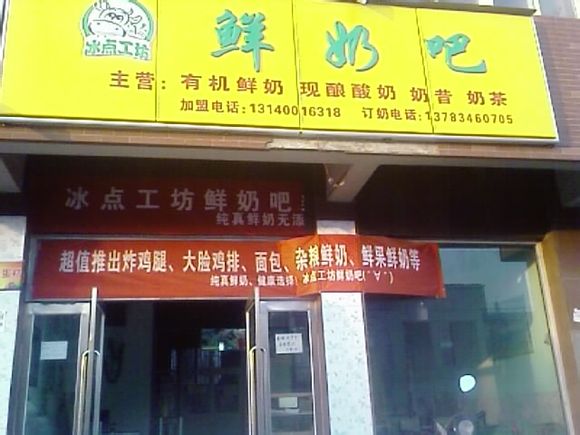 冰点工坊
鲜奶吧
主营：有机鲜奶 现酿酸奶 奶昔 奶茶
加盟电话：13140016318 订奶电话：13783460705
冰点工坊鲜奶吧
纯真鲜奶无添
超值推出炸鸡腿、大脸鸡排、面包、杂粮鲜奶、鲜果鲜奶等
纯真鲜奶、健康选择！冰点工坊鲜奶吧(*^∀^*)